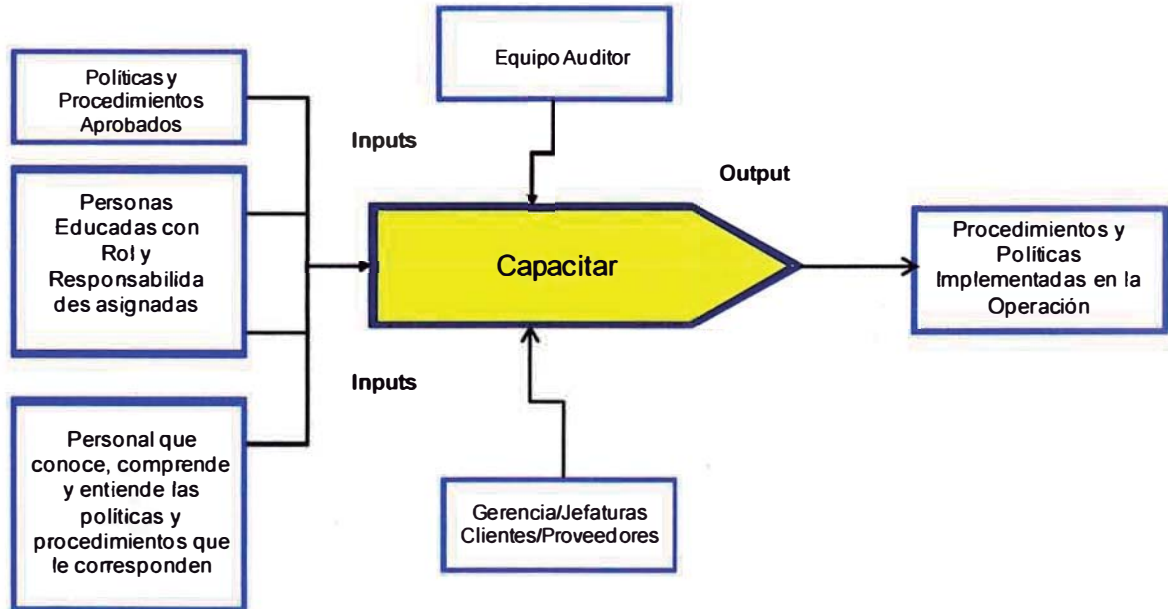 Políticas y
Procedimientos
Aprobados
Personas
Educadas con
Rol y
Responsabilida
des asignadas
Personal que
conoce, comprende
y entiende las
políticas y
procedimientos que
le corresponden
Equipo Auditor
Inputs
Output
Capacitar
Inputs
Gerencia/Jefaturas
Clientes/Proveedores
Procedimientos y
Políticas
Implementadas en la
Operación